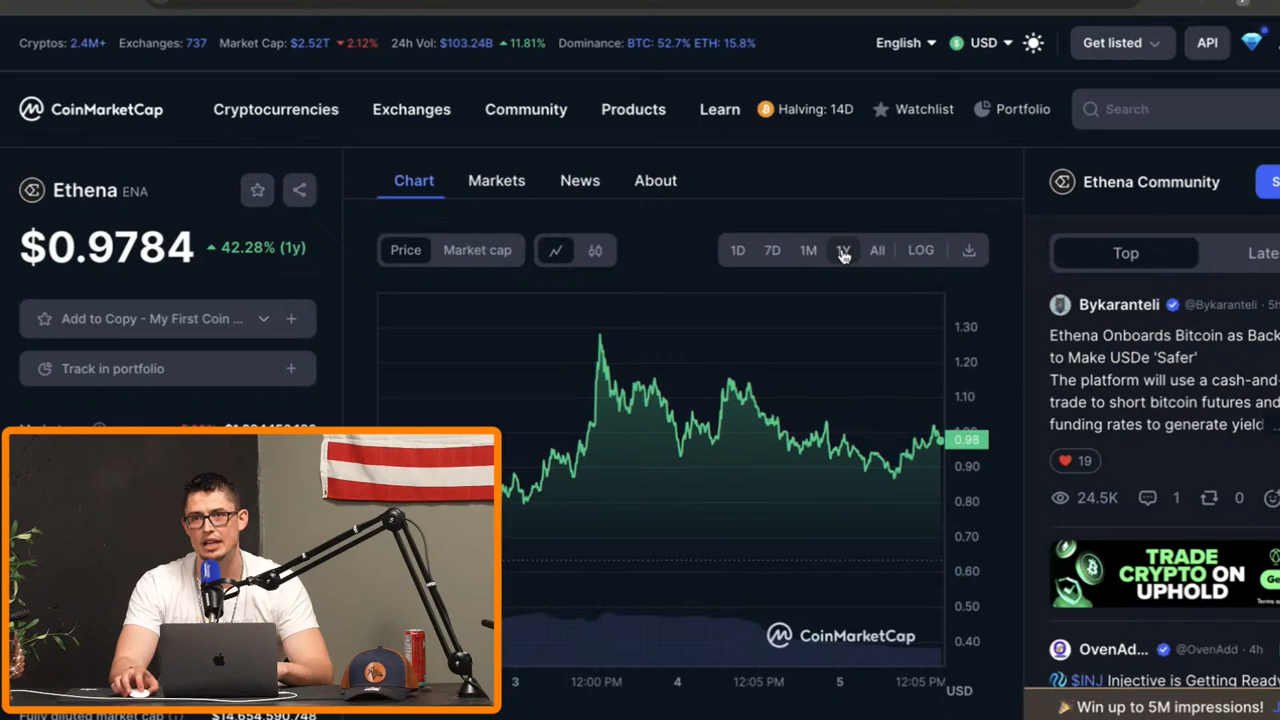 Cryptos: 2.4M+ Exchanges: 737 Market Cap: $2.52T 2.12% 24h Vol: $103.24B 11.81% Dominance: BTC: 52.7% ETH: 15.8%
English USD Get listed API
CoinMarketCap
Cryptocurrencies Exchanges Community Products Learn Halving: 14D Watchlist Portfolio Search
Ethena ENA
$0.9784 42.28% (1y)
Add to Copy - My First Coin ...
Track in portfolio
Chart Markets News About
Price Market cap
1D 7D 1M 1Y All LOG
1.30
1.20
1.10
0.98
0.90
0.80
0.70
0.60
0.50
0.40
CoinMarketCap
3 12:00 PM 4 12:05 PM 5 12:05 PM USD
Fully diluted market cap $14,654,590,748
Ethena Community
Top
Bykaranteli @Bykaranteli
Ethena Onboards Bitcoin as Back
to Make USDe 'Safer'
The platform will use a cash-and-
trade to short bitcoin futures and
funding rates to generate yield
19
24.5K 1 0
TRADE
CRYPTO ON
UPHOLD
OvenAd... @OvenAdd · 4h
$INJ Injective is Getting Ready
Win up to 5M impressions!